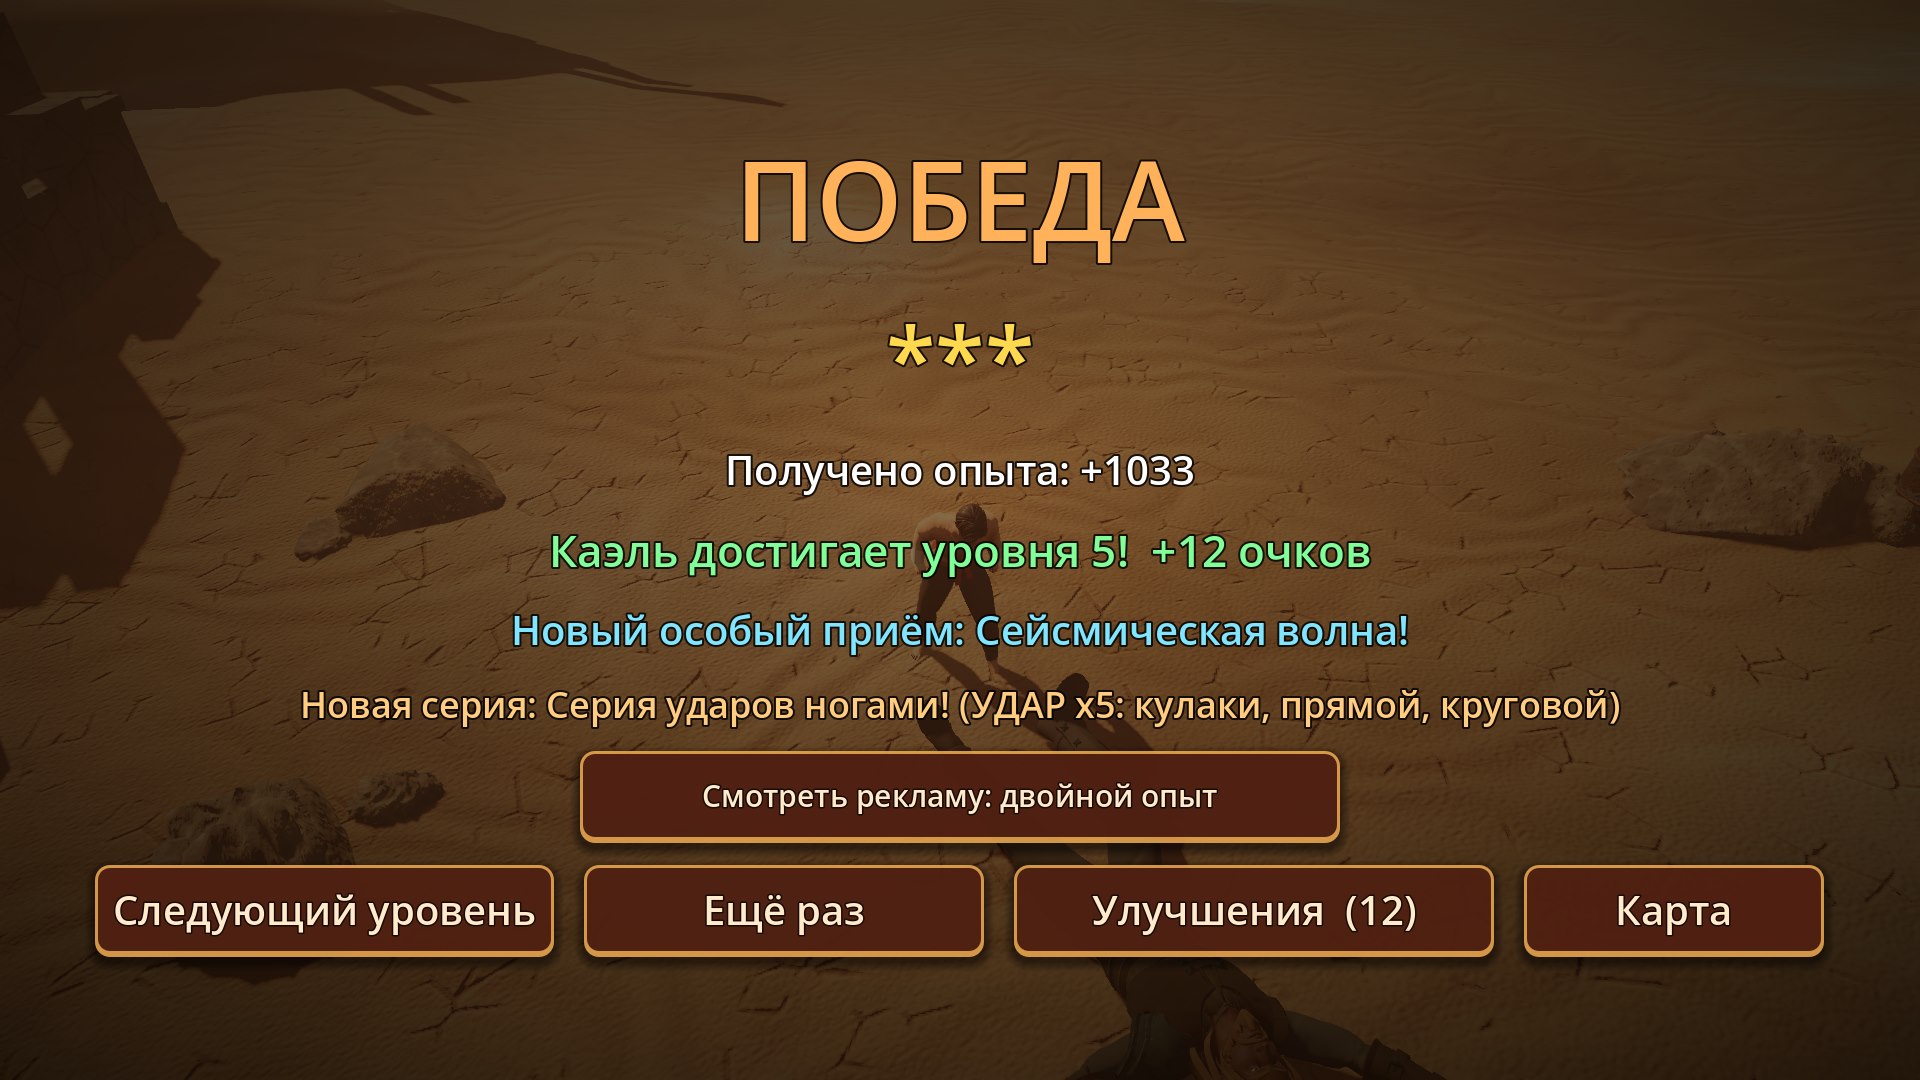 ПОБЕДА
***
Получено опыта: +1033
Каэль достигает уровня 5! +12 очков
Новый особый приём: Сейсмическая волна!
Новая серия: Серия ударов ногами! (УДАР x5: кулаки, прямой, круговой)
Смотреть рекламу: двойной опыт
Следующий уровень
Ещё раз
Улучшения (12)
Карта